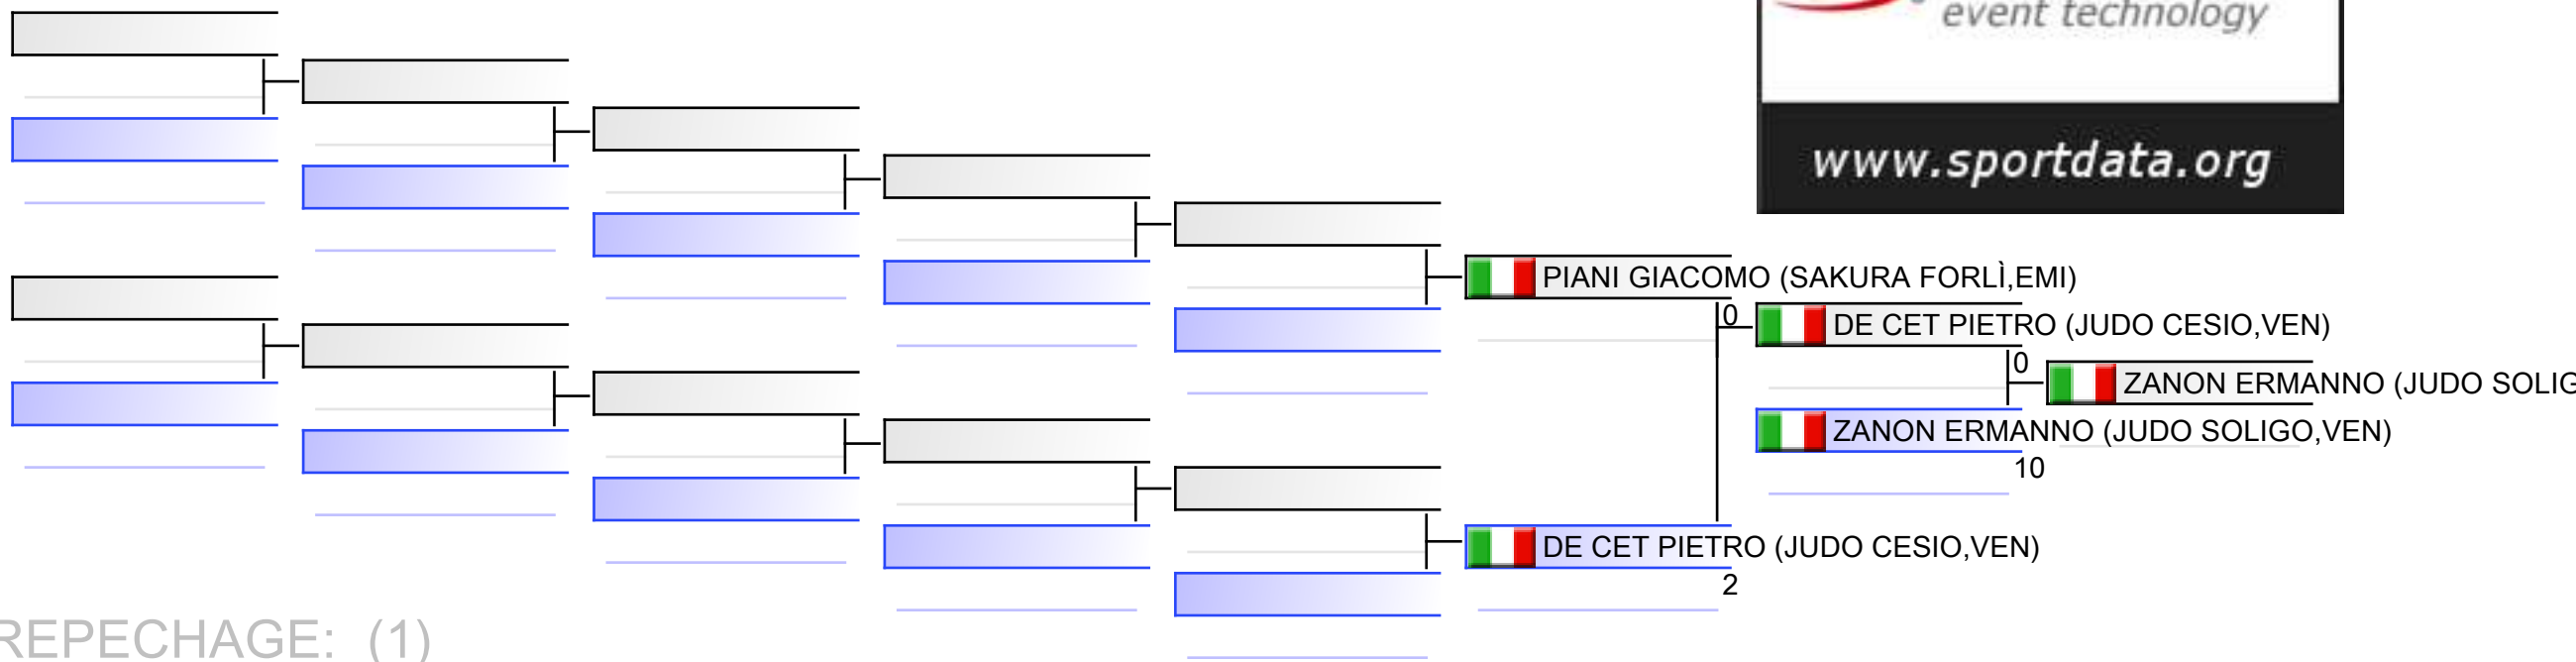 event technology
www.sportdata.org
PIANI GIACOMO (SAKURA FORLÌ,EMI)
0
DE CET PIETRO (JUDO CESIO,VEN)
0
ZANON ERMANNO (JUDO SOLIG
ZANON ERMANNO (JUDO SOLIGO,VEN)
10
DE CET PIETRO (JUDO CESIO,VEN)
2
REPECHAGE: (1)